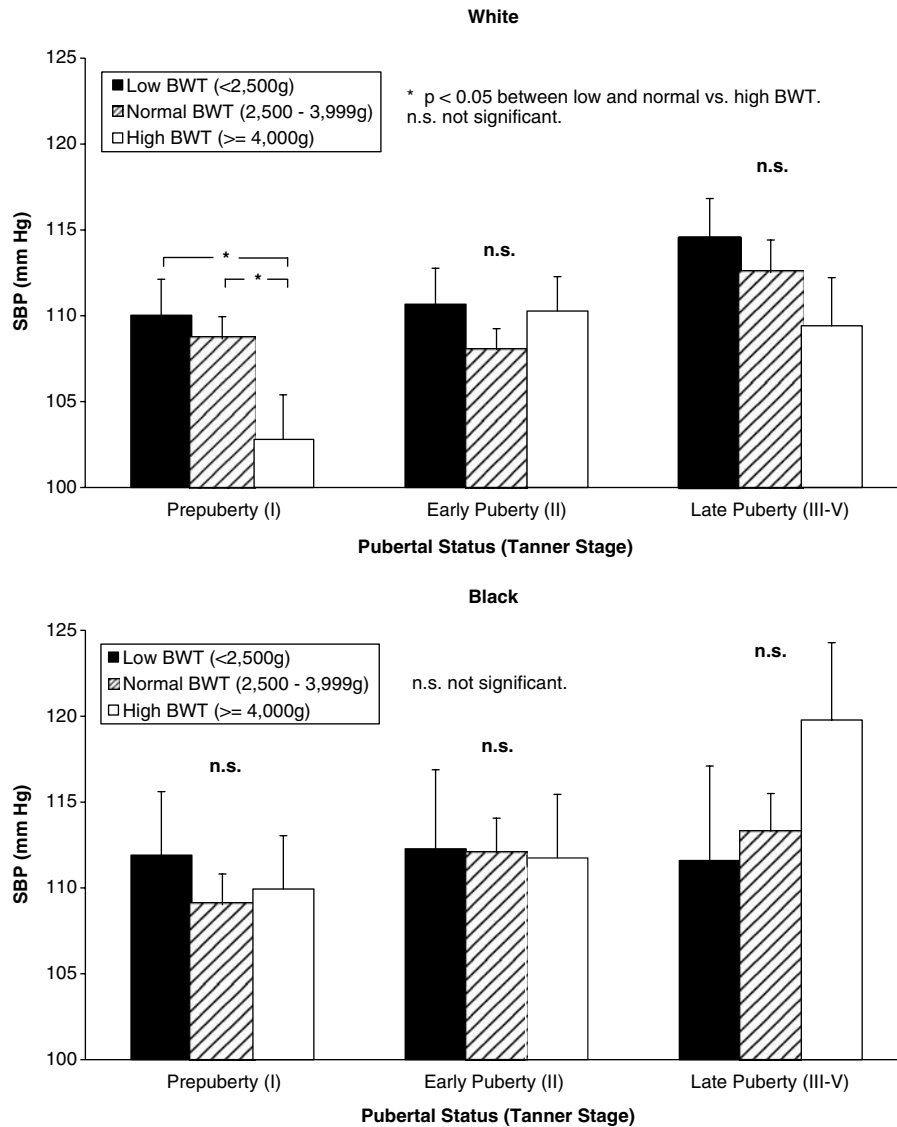 White
125
120
115
110
105
100
SBP (mm Hg)
Low BWT (<2,500g)
Normal BWT (2,500 - 3,999g)
High BWT (>= 4,000g)
* p < 0.05 between low and normal vs. high BWT.
n.s. not significant.
*
*
n.s.
n.s.
Prepuberty (I)
Early Puberty (II)
Late Puberty (III-V)
Pubertal Status (Tanner Stage)
Black
125
120
115
110
105
100
SBP (mm Hg)
Low BWT (<2,500g)
Normal BWT (2,500 - 3,999g)
High BWT (>= 4,000g)
n.s. not significant.
n.s.
n.s.
n.s.
Prepuberty (I)
Early Puberty (II)
Late Puberty (III-V)
Pubertal Status (Tanner Stage)